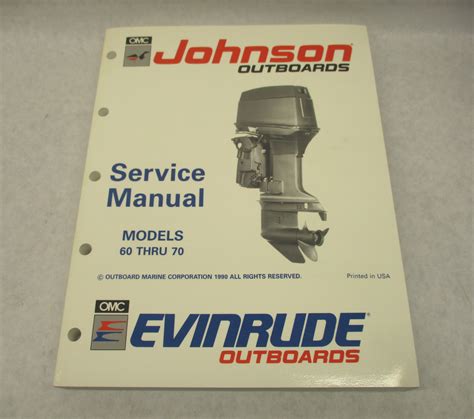 OMC
Johnson
OUTBOARDS
Service
Manual
MODELS
60 THRU 70
© OUTBOARD MARINE CORPORATION 1990 ALL RIGHTS RESERVED.
Printed in USA
OMC
EVINRUDE
OUTBOARDS